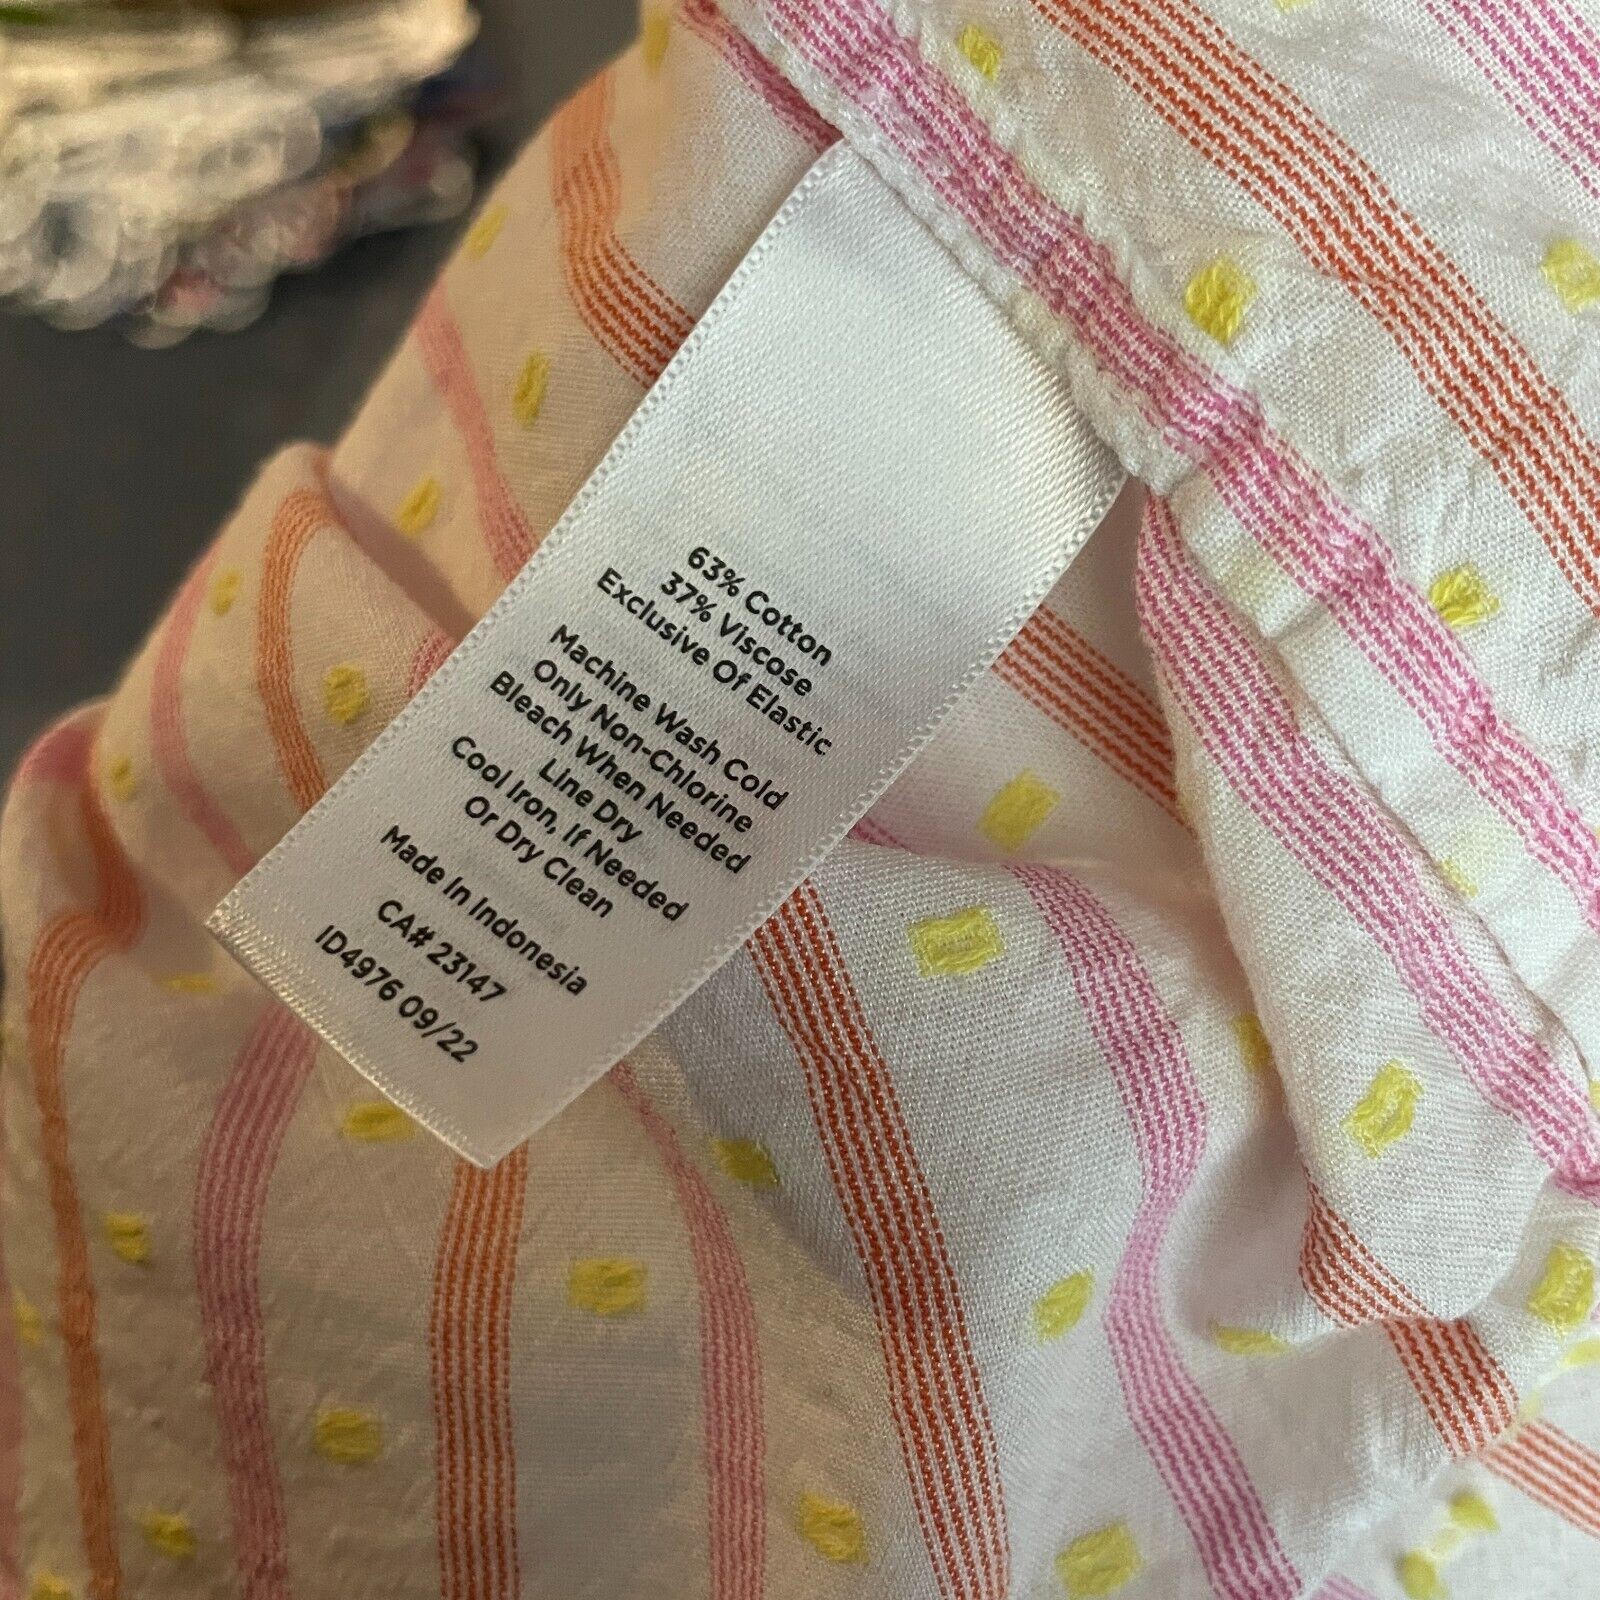 63% Cotton
37% Viscose
Exclusive Of Elastic
Machine Wash Cold
Only Non-Chlorine
Bleach When Needed
Line Dry
Cool Iron, If Needed
Or Dry Clean
Made In Indonesia
CA# 23147
ID4976 09/22